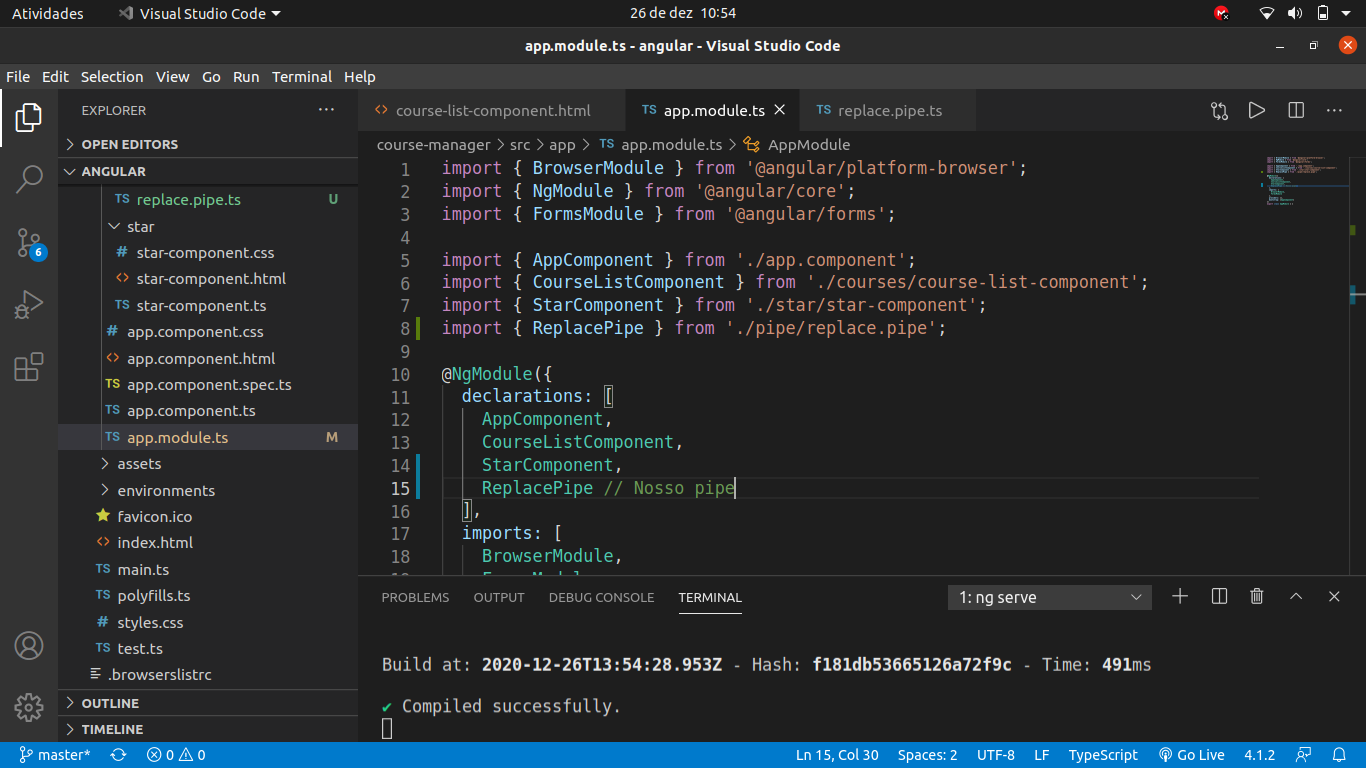 Atividades
Visual Studio Code
26 de dez 10:54
app.module.ts - angular - Visual Studio Code
File Edit Selection View Go Run Terminal Help
EXPLORER
OPEN EDITORS
ANGULAR
TS replace.pipe.ts U
star
# star-component.css
<> star-component.html
TS star-component.ts
# app.component.css
<> app.component.html
TS app.component.spec.ts
TS app.component.ts
TS app.module.ts M
assets
environments
favicon.ico
<> index.html
TS main.ts
TS polyfills.ts
# styles.css
TS test.ts
.browserslistrc
OUTLINE
TIMELINE
6
<> course-list-component.html
TS app.module.ts
TS replace.pipe.ts
course-manager > src > app > TS app.module.ts > AppModule
1 import { BrowserModule } from '@angular/platform-browser';
2 import { NgModule } from '@angular/core';
3 import { FormsModule } from '@angular/forms';
4
5 import { AppComponent } from './app.component';
6 import { CourseListComponent } from './courses/course-list-component';
7 import { StarComponent } from './star/star-component';
8 import { ReplacePipe } from './pipe/replace.pipe';
9
10 @NgModule({
11 declarations: [
12 AppComponent,
13 CourseListComponent,
14 StarComponent,
15 ReplacePipe // Nosso pipe
16 ],
17 imports: [
18 BrowserModule,
PROBLEMS OUTPUT DEBUG CONSOLE TERMINAL
1: ng serve
Build at: 2020-12-26T13:54:28.953Z - Hash: f181db53665126a72f9c - Time: 491ms
✔ Compiled successfully.
master* 0 0 Ln 15, Col 30 Spaces: 2 UTF-8 LF TypeScript Go Live 4.1.2